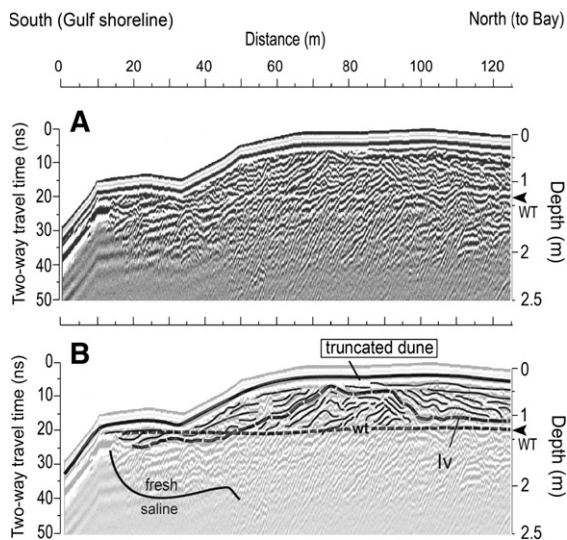 South (Gulf shoreline) North (to Bay)
Distance (m)
0 20 40 60 80 100 120
A
Two-way travel time (ns)
0
10
20
30
40
50
0
1
WT
2
2.5
Depth (m)
B
truncated dune
Two-way travel time (ns)
0
10
20
30
40
50
wt
lv
fresh
saline
0
1
WT
2
2.5
Depth (m)